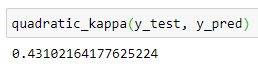 quadratic_kappa(y_test, y_pred)
0.43102164177625224